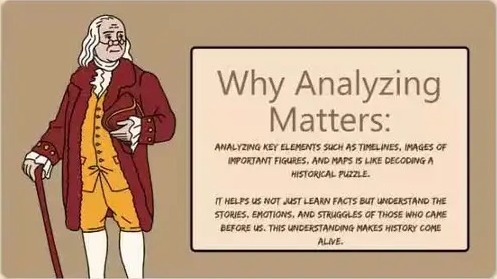 Why Analyzing
Matters:
ANALYZING KEY ELEMENTS SUCH AS TIMELINES, IMAGES OF
IMPORTANT FIGURES, AND MAPS IS LIKE DECODING A
HISTORICAL PUZZLE.
IT HELPS US NOT JUST LEARN FACTS BUT UNDERSTAND THE
STORIES, EMOTIONS, AND STRUGGLES OF THOSE WHO CAME
BEFORE US. THIS UNDERSTANDING MAKES HISTORY COME
ALIVE.